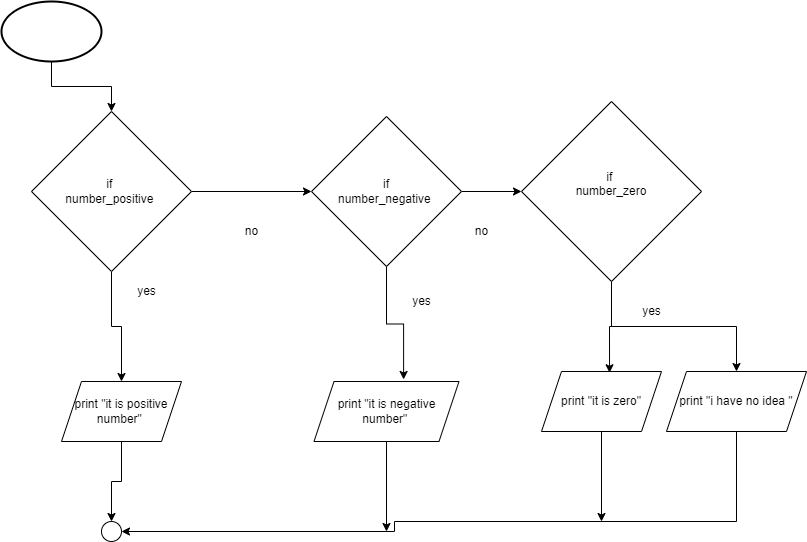 if
number_positive
if
number_negative
if
number_zero
no
no
yes
yes
yes
print "it is positive
number"
print "it is negative
number"
print "it is zero"
print "i have no idea "